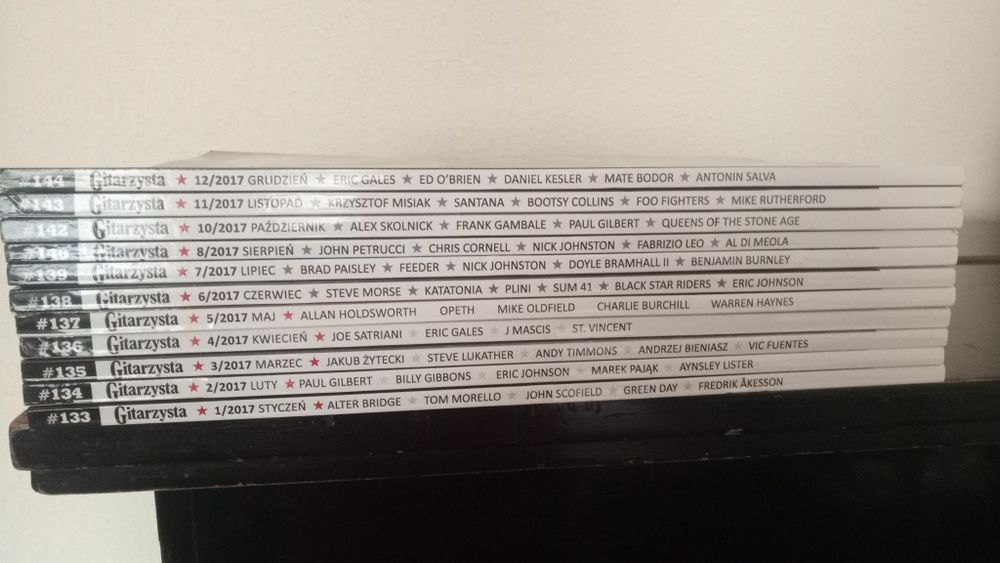 #144 Gitarzysta ★ 12/2017 GRUDZIEŃ ★ ERIC GALES ★ ED O'BRIEN ★ DANIEL KESLER ★ MATE BODOR ★ ANTONIN SALVA
#143 Gitarzysta ★ 11/2017 LISTOPAD ★ KRZYSZTOF MISIAK ★ SANTANA ★ BOOTSY COLLINS ★ FOO FIGHTERS ★ MIKE RUTHERFORD
#142 Gitarzysta ★ 10/2017 PAŹDZIERNIK ★ ALEX SKOLNICK ★ FRANK GAMBALE ★ PAUL GILBERT ★ QUEENS OF THE STONE AGE
#140 Gitarzysta ★ 8/2017 SIERPIEŃ ★ JOHN PETRUCCI ★ CHRIS CORNELL ★ NICK JOHNSTON ★ FABRIZIO LEO ★ AL DI MEOLA
#139 Gitarzysta ★ 7/2017 LIPIEC ★ BRAD PAISLEY ★ FEEDER ★ NICK JOHNSTON ★ DOYLE BRAMHALL II ★ BENJAMIN BURNLEY
#138 Gitarzysta ★ 6/2017 CZERWIEC ★ STEVE MORSE ★ KATATONIA ★ PLINI ★ SUM 41 ★ BLACK STAR RIDERS ★ ERIC JOHNSON
#137 Gitarzysta ★ 5/2017 MAJ ★ ALLAN HOLDSWORTH OPETH MIKE OLDFIELD CHARLIE BURCHILL WARREN HAYNES
#136 Gitarzysta ★ 4/2017 KWIECIEŃ ★ JOE SATRIANI ★ ERIC GALES ★ J MASCIS ★ ST. VINCENT
#135 Gitarzysta ★ 3/2017 MARZEC ★ JAKUB ŻYTECKI ★ STEVE LUKATHER ★ ANDY TIMMONS ★ ANDRZEJ BIENIASZ ★ VIC FUENTES
#134 Gitarzysta ★ 2/2017 LUTY ★ PAUL GILBERT ★ BILLY GIBBONS ★ ERIC JOHNSON ★ MAREK PAJĄK ★ AYNSLEY LISTER
#133 Gitarzysta ★ 1/2017 STYCZEŃ ★ ALTER BRIDGE ★ TOM MORELLO ★ JOHN SCOFIELD ★ GREEN DAY ★ FREDRIK ÅKESSON